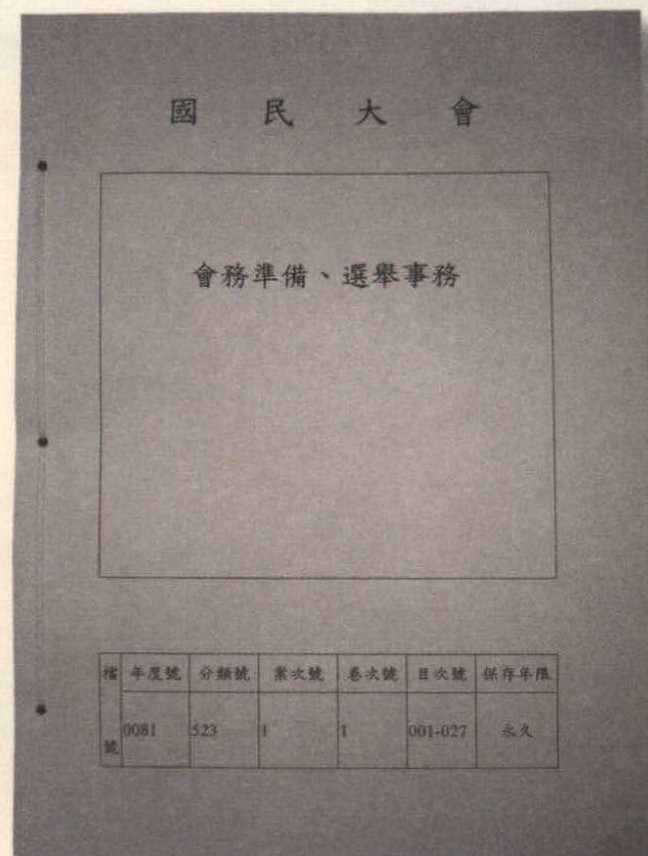 國民大會
會務準備、選舉事務
檔號 年度號 分類號 案次號 卷次號 目次號 保存年限
0081 523 1 1 001-027 永久